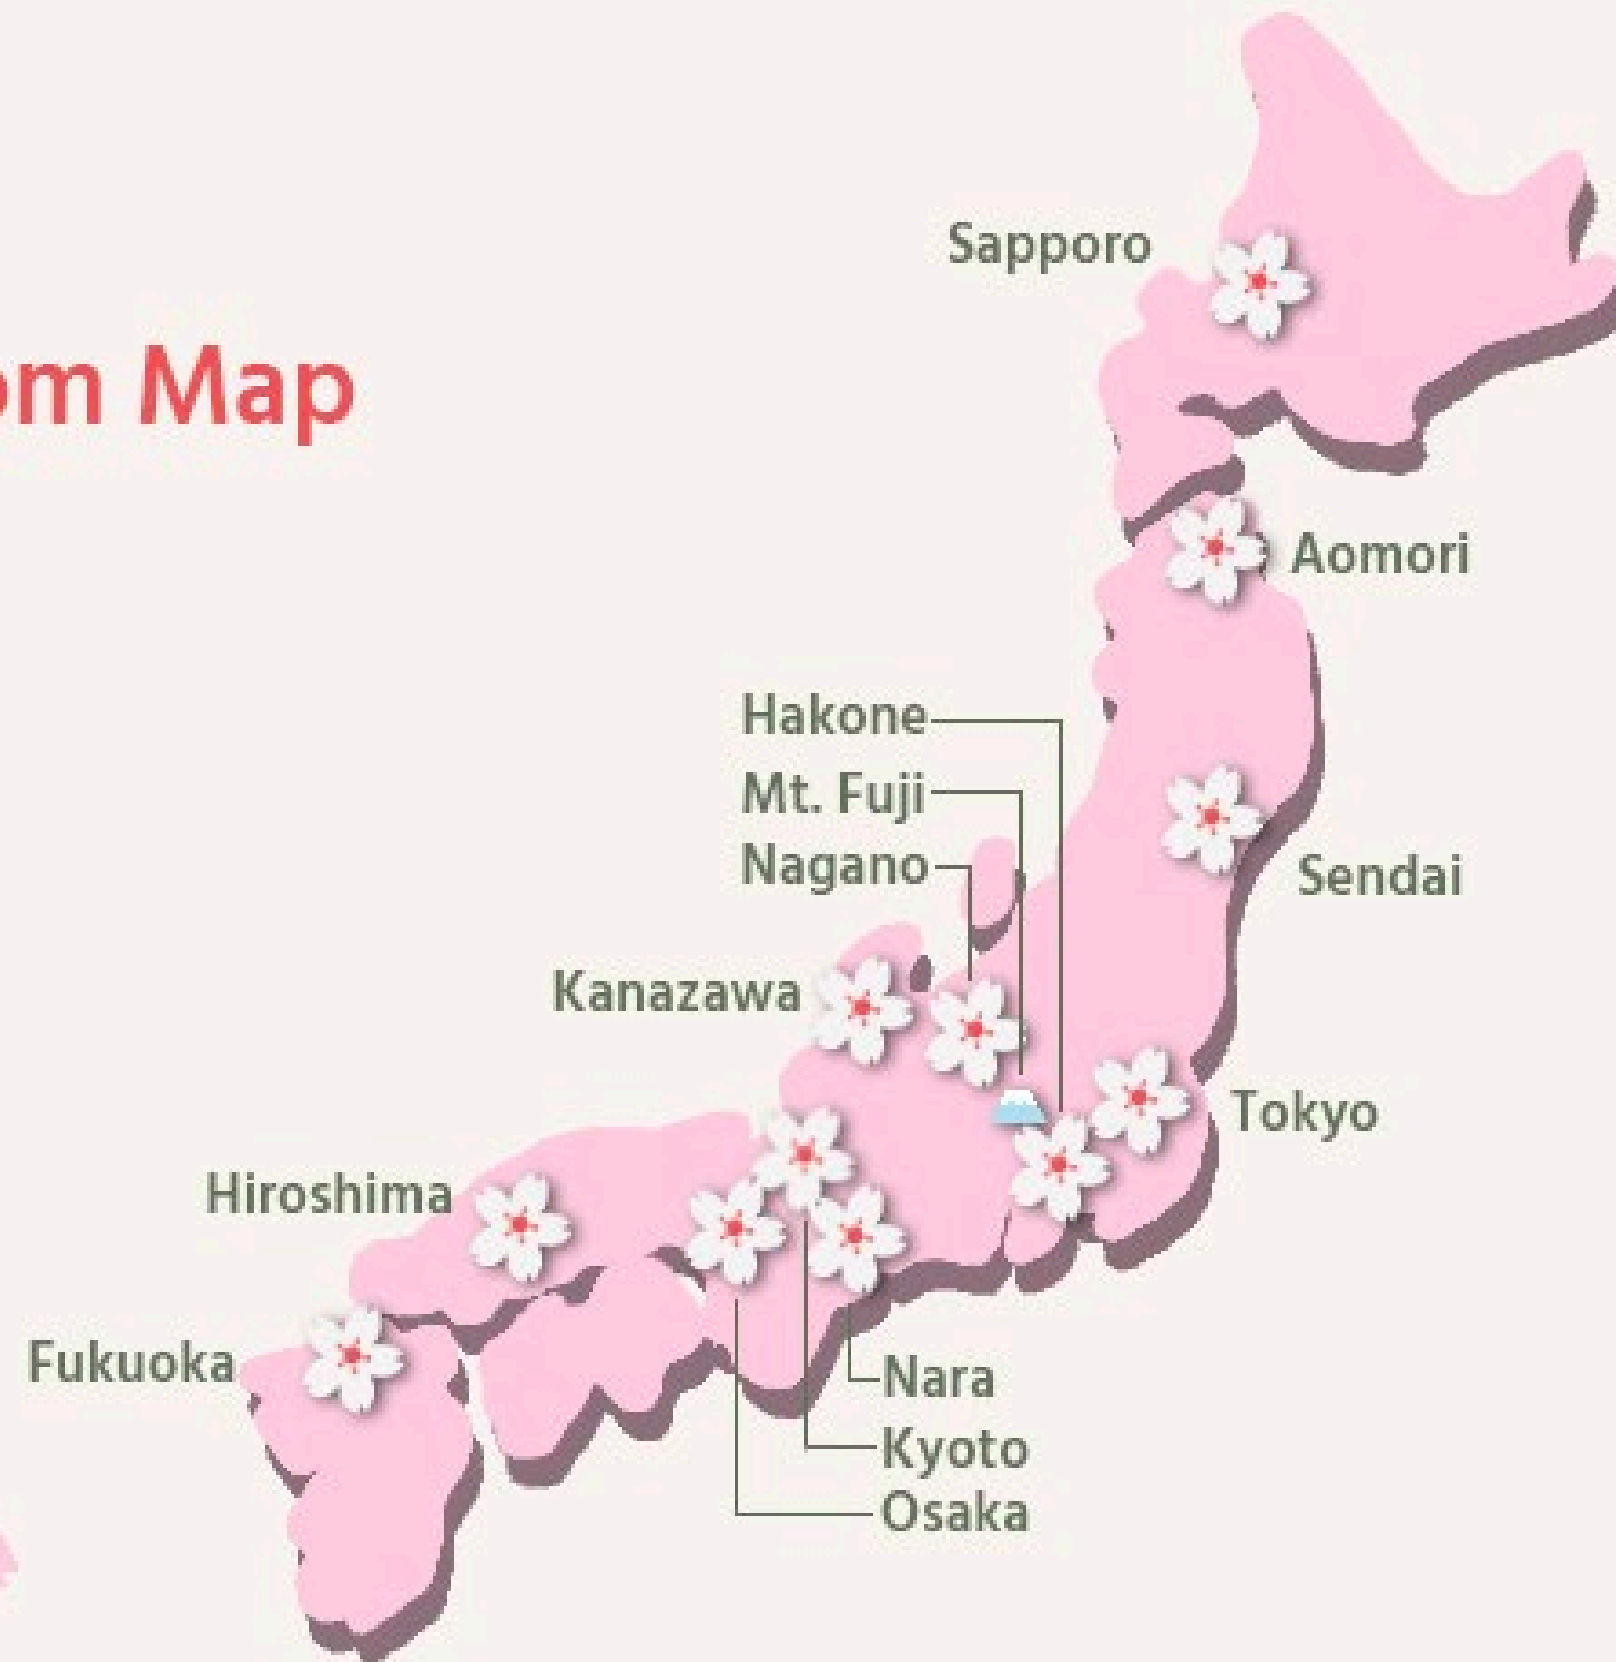 Sapporo
om Map
Aomori
Hakone
Mt. Fuji
Nagano
Sendai
Kanazawa
Tokyo
Hiroshima
Fukuoka
Nara
Kyoto
Osaka